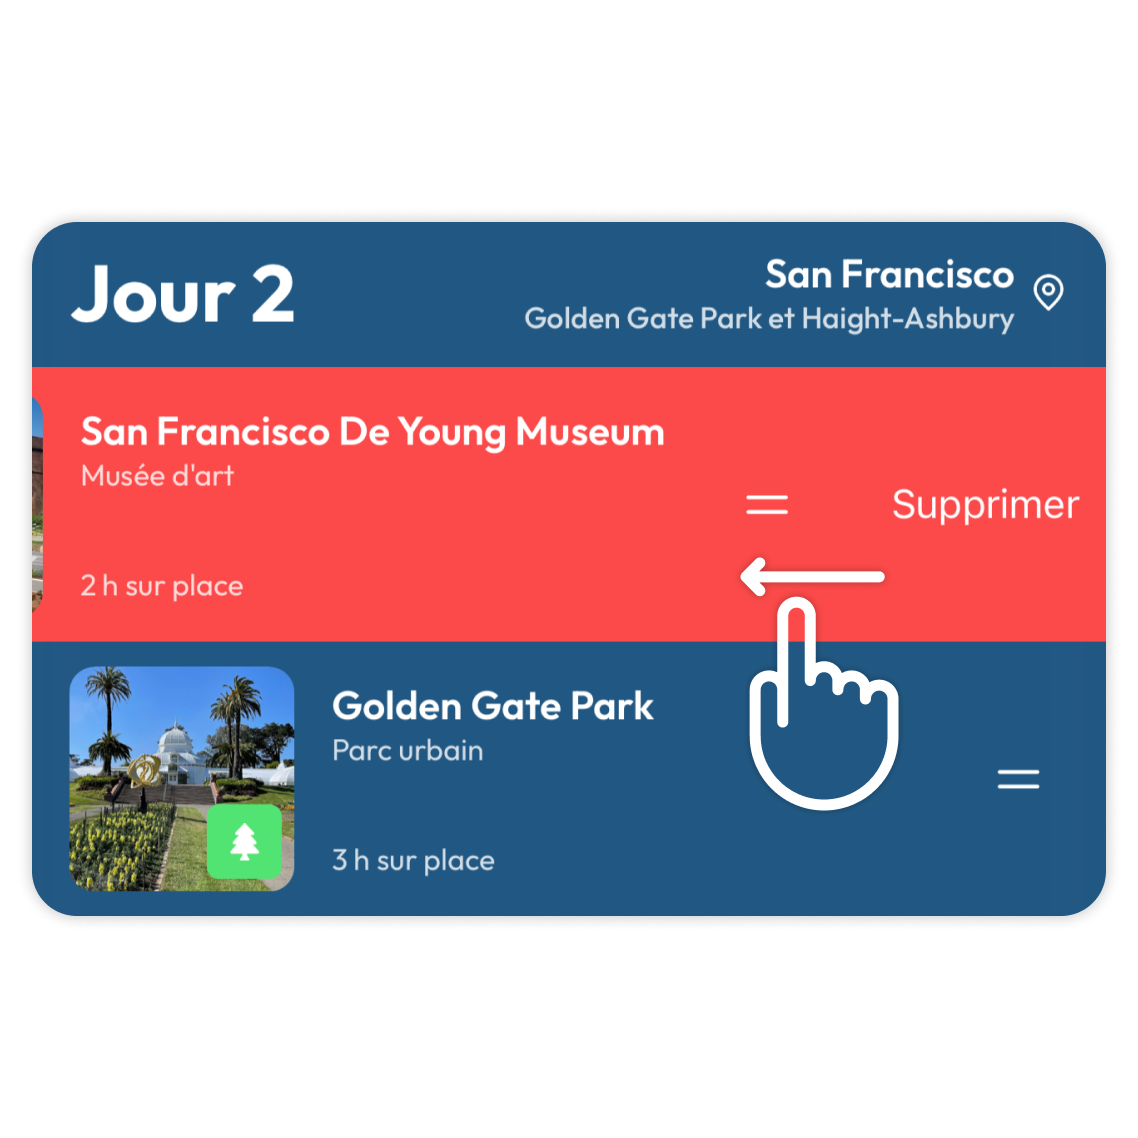 Jour 2
San Francisco
Golden Gate Park et Haight-Ashbury
San Francisco De Young Museum
Musée d'art
Supprimer
2 h sur place
Golden Gate Park
Parc urbain
3 h sur place